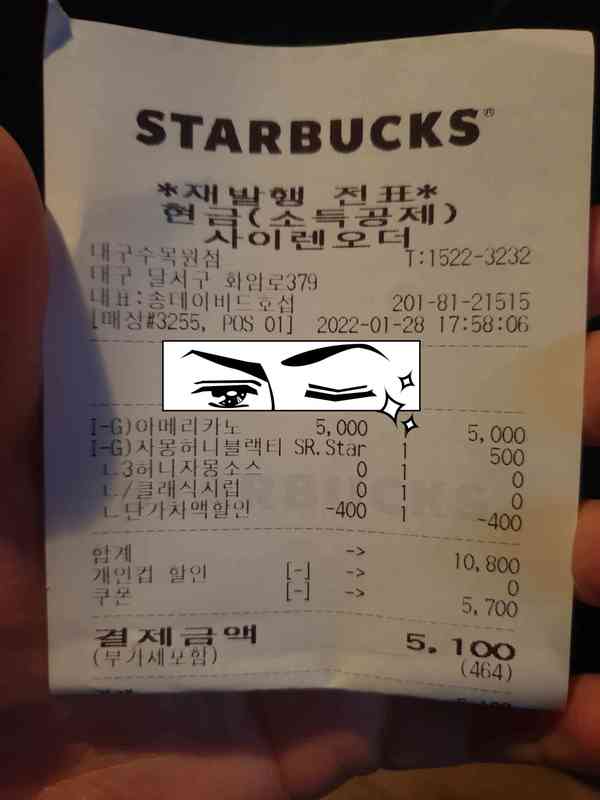 STARBUCKS®
*재발행 전표*
현금(소득공제)
사이렌오더
대구수목원점 T:1522-3232
대구 달서구 화암로379
대표:송데이비드호섭 201-81-21515
[매장#3255, POS 01] 2022-01-28 17:58:06
I-G)아메리카노 5,000 1 5,000
I-G)자몽허니블랙티 SR.Star 1 500
ㄴ3허니자몽소스 0 1 0
ㄴ/클래식시럽 0 1 0
ㄴ단가차액할인 -400 1 -400
합계 -> 10,800
개인컵 할인 [-] -> 0
쿠폰 [-] -> 5,700
결제금액 5,100
(부가세포함) (464)